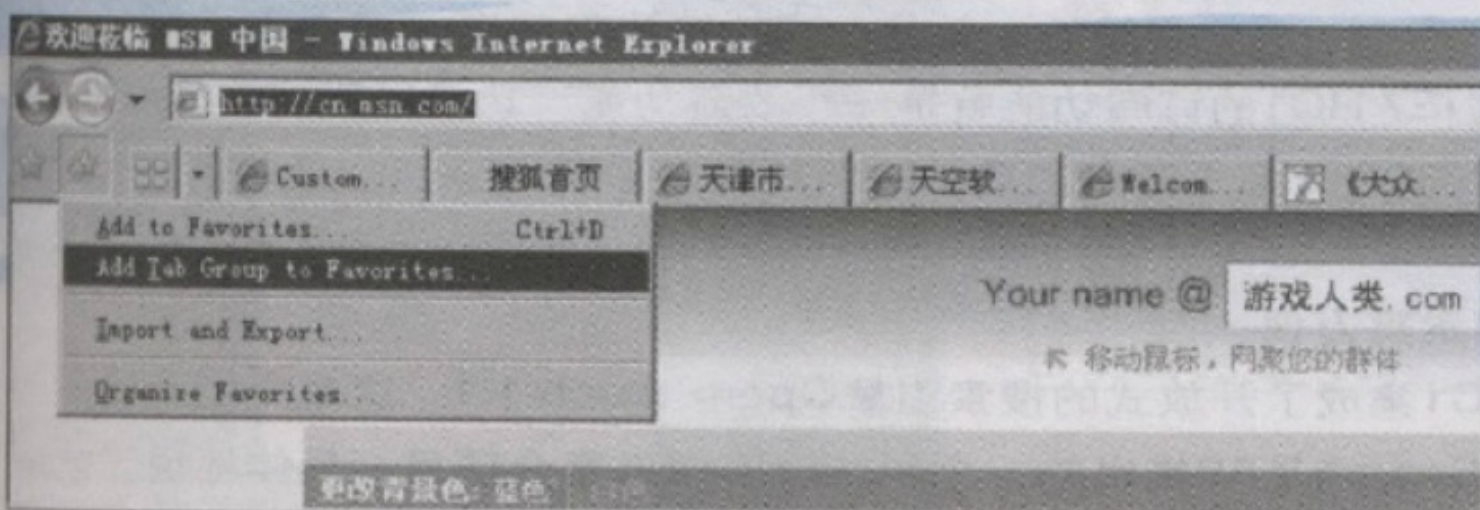 欢迎莅临 MSN 中国 - Windows Internet Explorer
http://cn.msn.com/
Custom... 搜狐首页 天津市... 天空软... Welcom... 《大众...
Add to Favorites... Ctrl+D
Add Tab Group to Favorites...
Import and Export...
Organize Favorites...
Your name @ 游戏人类.com
移动鼠标，网聚您的群体
更改背景色: 蓝色